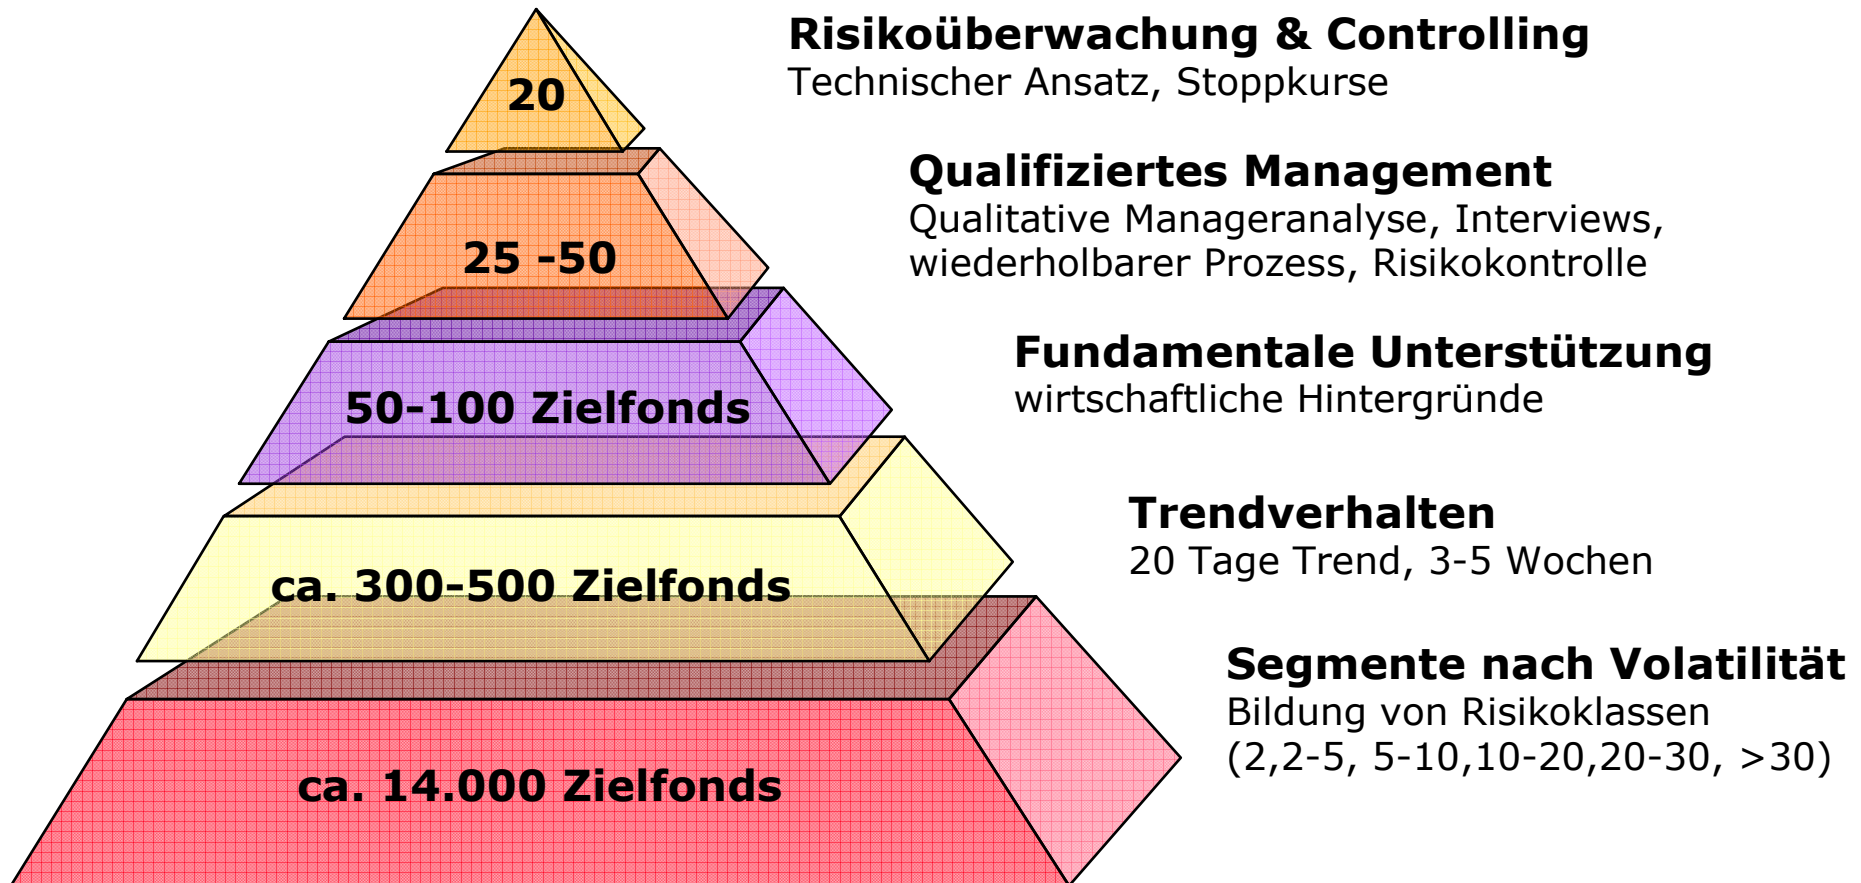 Risikoüberwachung & Controlling
Technischer Ansatz, Stoppkurse
20
Qualifiziertes Management
Qualitative Manageranalyse, Interviews,
wiederholbarer Prozess, Risikokontrolle
25 -50
Fundamentale Unterstützung
wirtschaftliche Hintergründe
50-100 Zielfonds
Trendverhalten
20 Tage Trend, 3-5 Wochen
ca. 300-500 Zielfonds
Segmente nach Volatilität
Bildung von Risikoklassen
(2,2-5, 5-10,10-20,20-30, >30)
ca. 14.000 Zielfonds